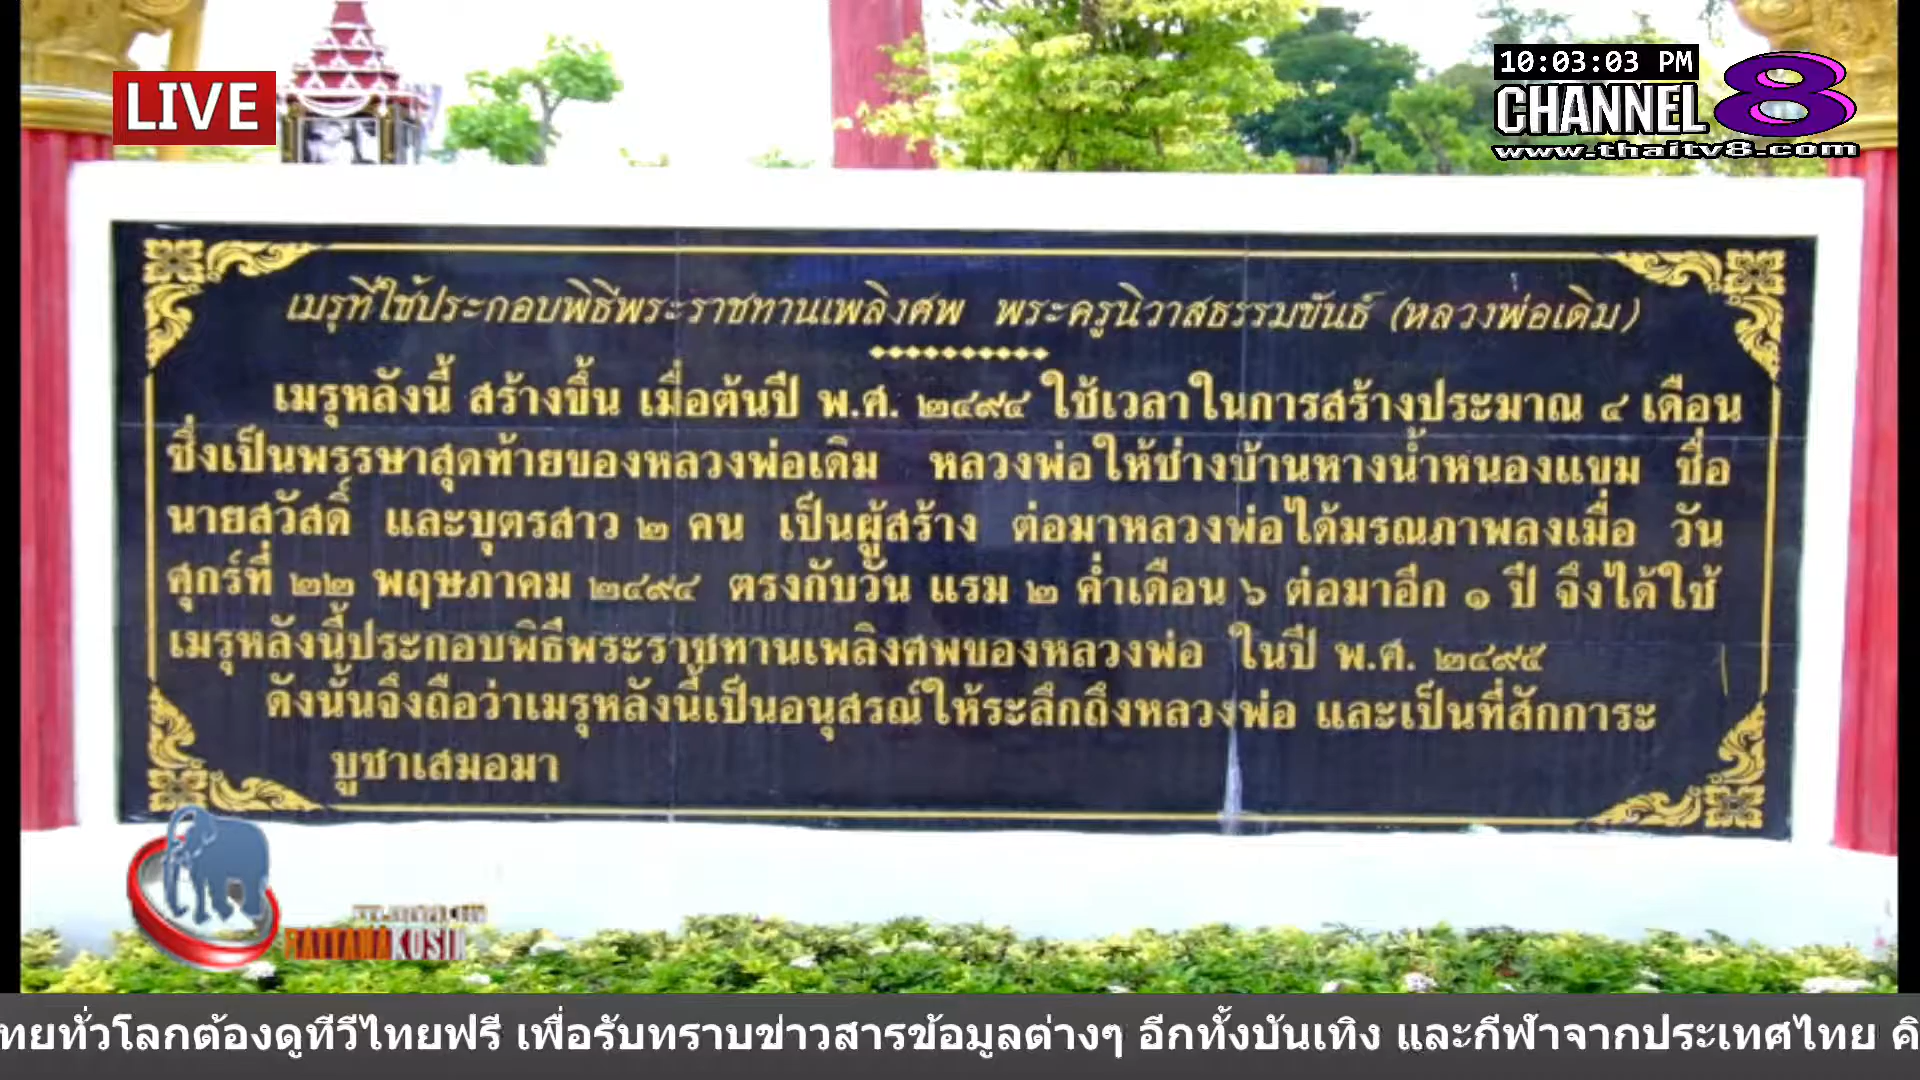 LIVE
10:03:03 PM
CHANNEL 8
www.thaitv8.com
เมรุที่ใช้ประกอบพิธีพระราชทานเพลิงศพ พระครูนิวาสธรรมขันธ์ (หลวงพ่อเดิม)
เมรุหลังนี้ สร้างขึ้น เมื่อต้นปี พ.ศ. ๒๔๙๔ ใช้เวลาในการสร้างประมาณ ๔ เดือน
ซึ่งเป็นพรรษาสุดท้ายของหลวงพ่อเดิม หลวงพ่อให้ช่างบ้านหางน้ำหนองแขม ชื่อ
นายสวัสดิ์ และบุตรสาว ๒ คน เป็นผู้สร้าง ต่อมาหลวงพ่อได้มรณภาพลงเมื่อ วัน
ศุกร์ที่ ๒๒ พฤษภาคม ๒๔๙๔ ตรงกับวัน แรม ๒ ค่ำเดือน ๖ ต่อมาอีก ๑ ปี จึงได้ใช้
เมรุหลังนี้ประกอบพิธีพระราชทานเพลิงศพของหลวงพ่อ ในปี พ.ศ. ๒๔๙๕
ดังนั้นจึงถือว่าเมรุหลังนี้เป็นอนุสรณ์ให้ระลึกถึงหลวงพ่อ และเป็นที่สักการะ
บูชาเสมอมา
RATTANAKOSIN
ทยทั่วโลกต้องดูทีวีไทยฟรี เพื่อรับทราบข่าวสารข้อมูลต่างๆ อีกทั้งบันเทิง และกีฬาจากประเทศไทย คิ